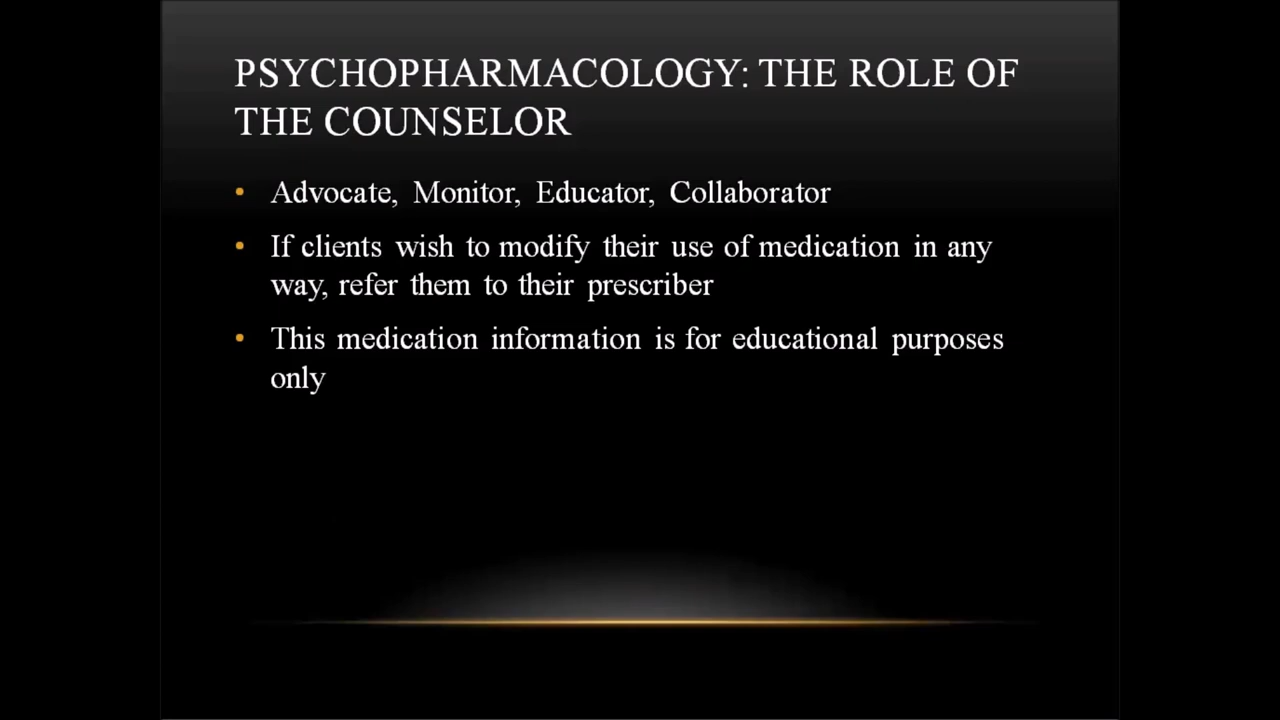 PSYCHOPHARMACOLOGY: THE ROLE OF
THE COUNSELOR
• Advocate, Monitor, Educator, Collaborator
• If clients wish to modify their use of medication in any
way, refer them to their prescriber
• This medication information is for educational purposes
only